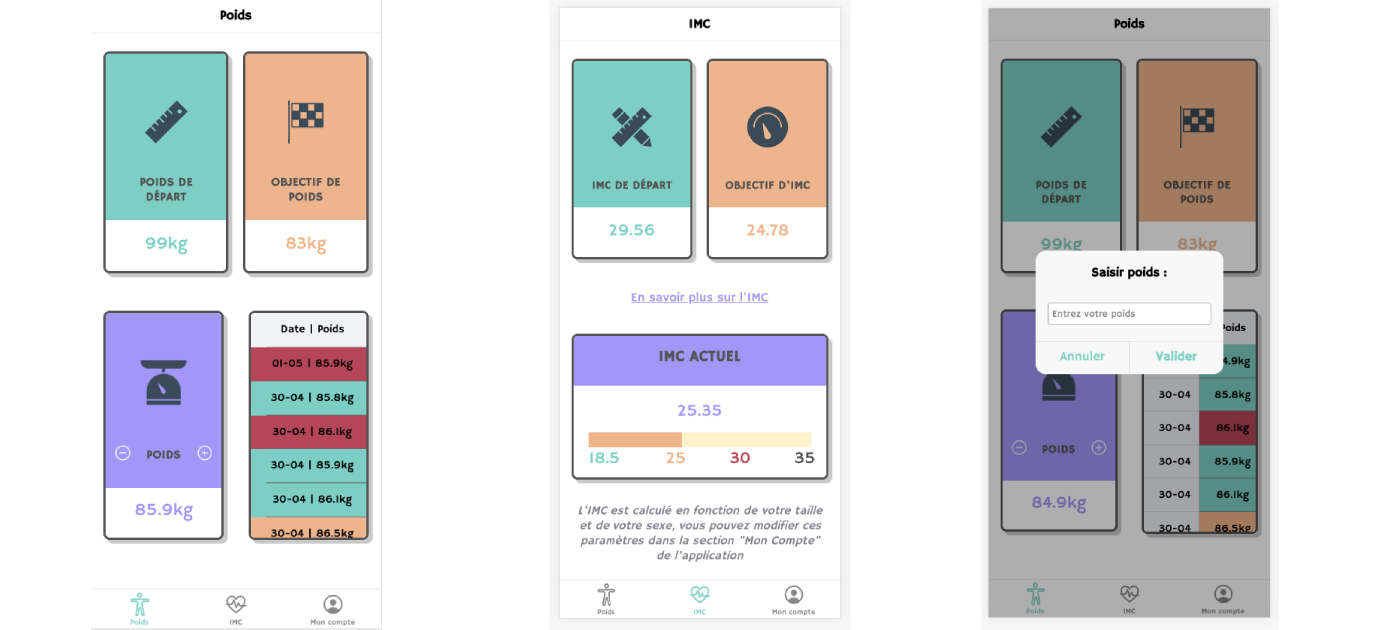 Poids
POIDS DE
DÉPART
OBJECTIF DE
POIDS
99kg
83kg
POIDS
85.9kg
Date | Poids
01-05 | 85.9kg
30-04 | 85.8kg
30-04 | 86.1kg
30-04 | 85.9kg
30-04 | 86.1kg
30-04 | 86.5kg
Poids
IMC
Mon compte
IMC
IMC DE DÉPART
OBJECTIF D'IMC
29.56
24.78
En savoir plus sur l'IMC
IMC ACTUEL
25.35
18.5 25 30 35
L'IMC est calculé en fonction de votre taille
et de votre sexe, vous pouvez modifier ces
paramètres dans la section "Mon Compte"
de l'application
Poids
IMC
Mon compte
Poids
POIDS DE
DÉPART
OBJECTIF DE
POIDS
99kg
83kg
Saisir poids :
Entrez votre poids
Annuler
Valider
POIDS
84.9kg
Poids
4.9kg
30-04 85.8kg
30-04 86.1kg
30-04 85.9kg
30-04 86.1kg
30-04 86.5kg
Poids
IMC
Mon compte